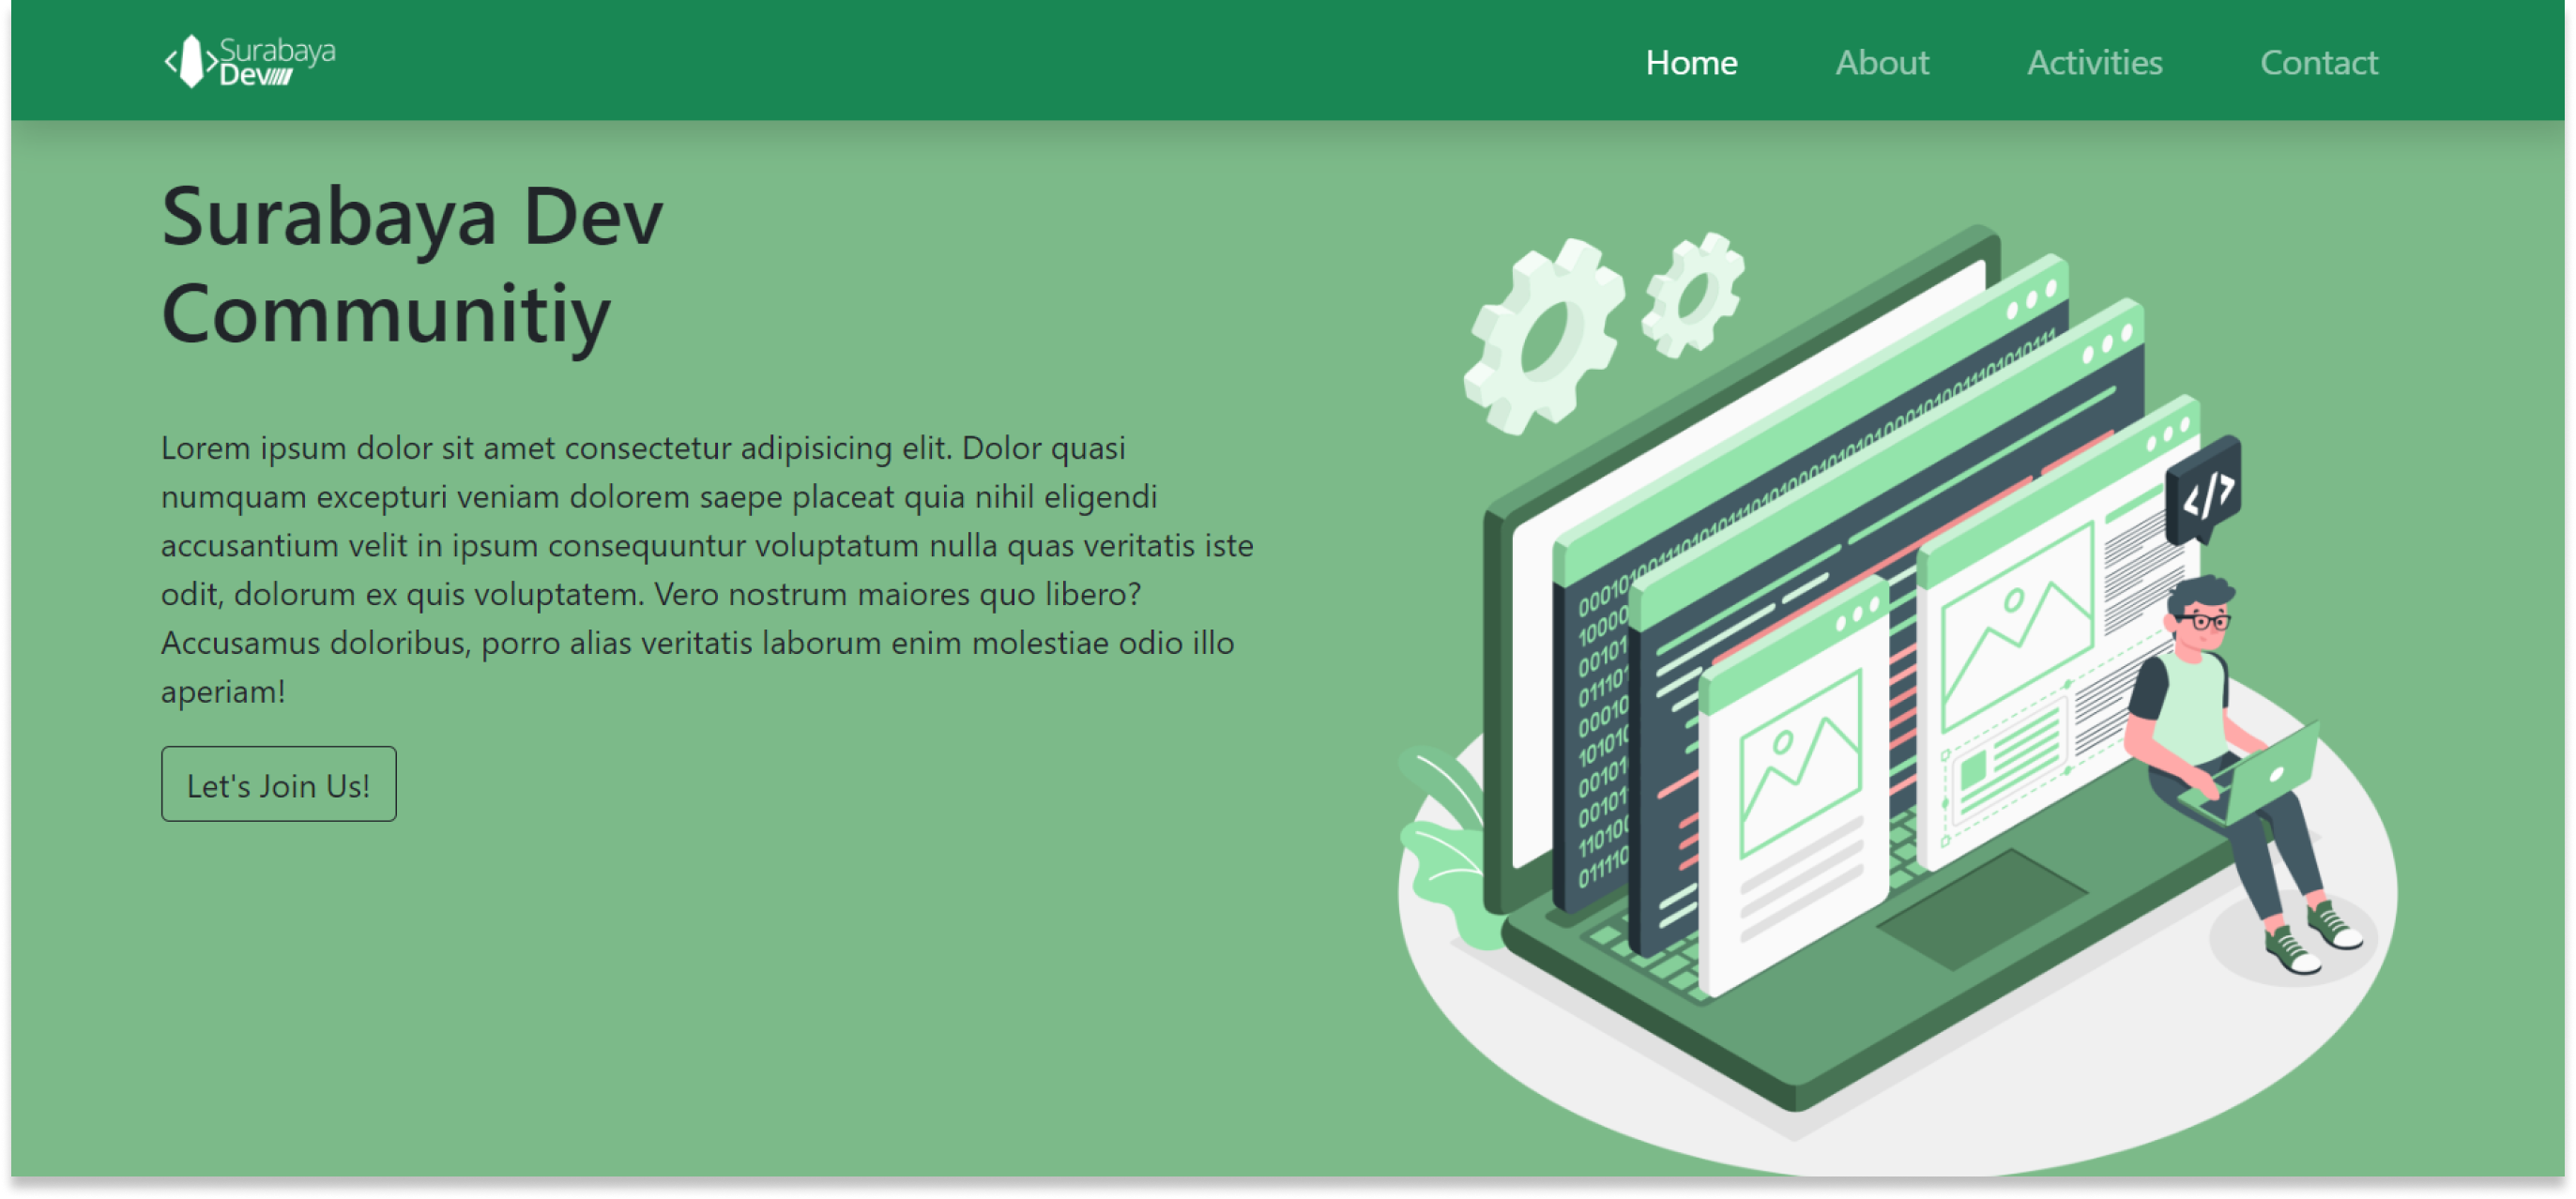 Surabaya
Dev
Home
About
Activities
Contact
Surabaya Dev
Communitiy
Lorem ipsum dolor sit amet consectetur adipisicing elit. Dolor quasi
numquam excepturi veniam dolorem saepe placeat quia nihil eligendi
accusantium velit in ipsum consequuntur voluptatum nulla quas veritatis iste
odit, dolorum ex quis voluptatem. Vero nostrum maiores quo libero?
Accusamus doloribus, porro alias veritatis laborum enim molestiae odio illo
aperiam!
Let's Join Us!
</>